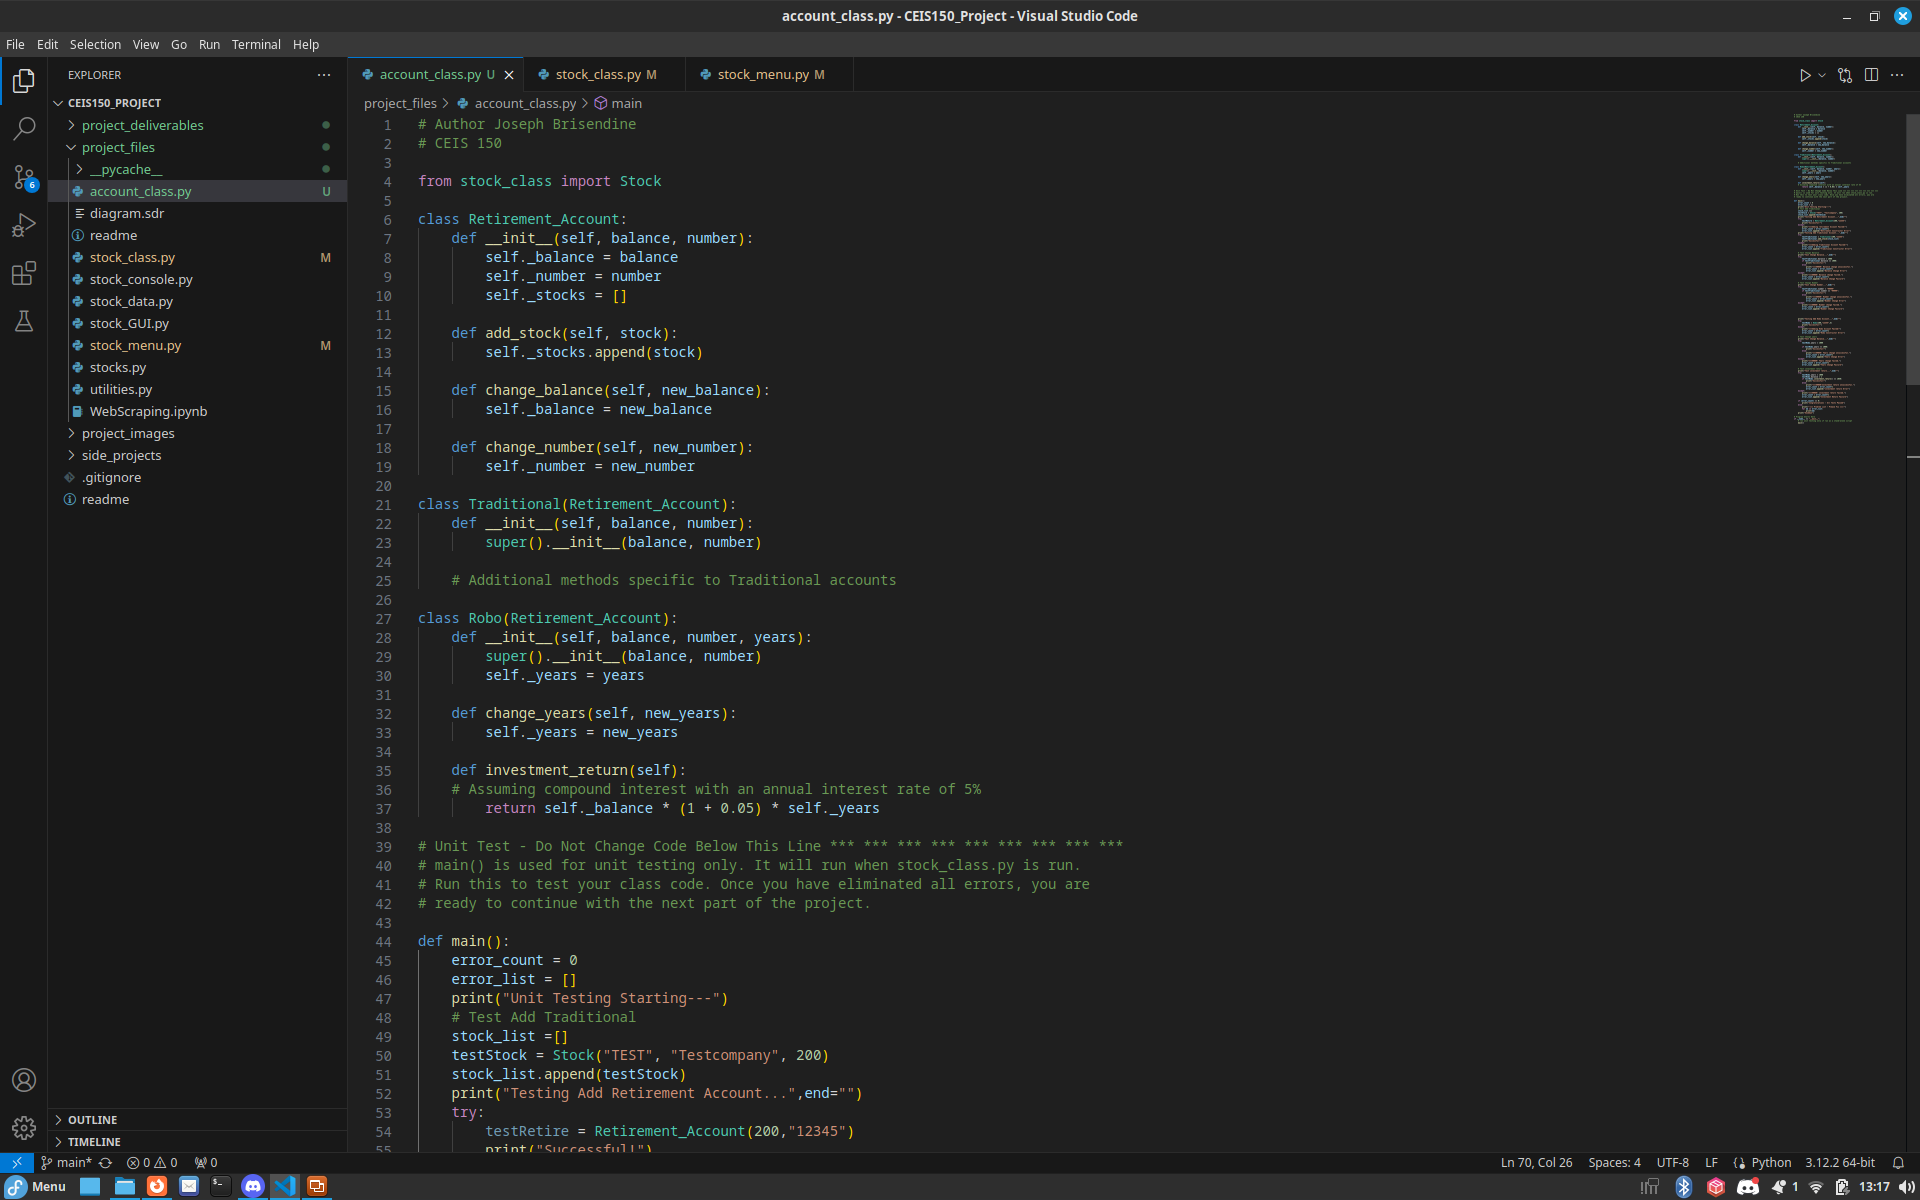 account_class.py - CEIS150_Project - Visual Studio Code
File Edit Selection View Go Run Terminal Help
EXPLORER
CEIS150_PROJECT
project_deliverables
project_files
__pycache__
account_class.py U
diagram.sdr
readme
stock_class.py M
stock_console.py
stock_data.py
stock_GUI.py
stock_menu.py M
stocks.py
utilities.py
WebScraping.ipynb
project_images
side_projects
.gitignore
readme
6
OUTLINE
TIMELINE
account_class.py U stock_class.py M stock_menu.py M
project_files > account_class.py > main
1 # Author Joseph Brisendine
2 # CEIS 150
3
4 from stock_class import Stock
5
6 class Retirement_Account:
7 def __init__(self, balance, number):
8 self._balance = balance
9 self._number = number
10 self._stocks = []
11
12 def add_stock(self, stock):
13 self._stocks.append(stock)
14
15 def change_balance(self, new_balance):
16 self._balance = new_balance
17
18 def change_number(self, new_number):
19 self._number = new_number
20
21 class Traditional(Retirement_Account):
22 def __init__(self, balance, number):
23 super().__init__(balance, number)
24
25 # Additional methods specific to Traditional accounts
26
27 class Robo(Retirement_Account):
28 def __init__(self, balance, number, years):
29 super().__init__(balance, number)
30 self._years = years
31
32 def change_years(self, new_years):
33 self._years = new_years
34
35 def investment_return(self):
36 # Assuming compound interest with an annual interest rate of 5%
37 return self._balance * (1 + 0.05) * self._years
38
39 # Unit Test - Do Not Change Code Below This Line *** *** *** *** *** *** *** *** ***
40 # main() is used for unit testing only. It will run when stock_class.py is run.
41 # Run this to test your class code. Once you have eliminated all errors, you are
42 # ready to continue with the next part of the project.
43
44 def main():
45 error_count = 0
46 error_list = []
47 print("Unit Testing Starting---")
48 # Test Add Traditional
49 stock_list =[]
50 testStock = Stock("TEST", "Testcompany", 200)
51 stock_list.append(testStock)
52 print("Testing Add Retirement Account...",end="")
53 try:
54 testRetire = Retirement_Account(200,"12345")
55 print("Successful!")
main* 0 0 0 Ln 70, Col 26 Spaces: 4 UTF-8 LF Python 3.12.2 64-bit
Menu 1 13:17